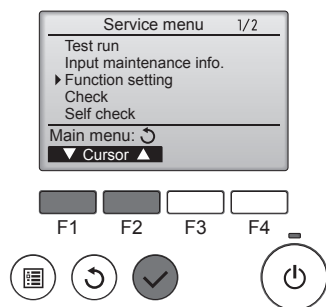 Service menu 1/2
Test run
Input maintenance info.
Function setting
Check
Self check
Main menu:
Cursor
F1 F2 F3 F4